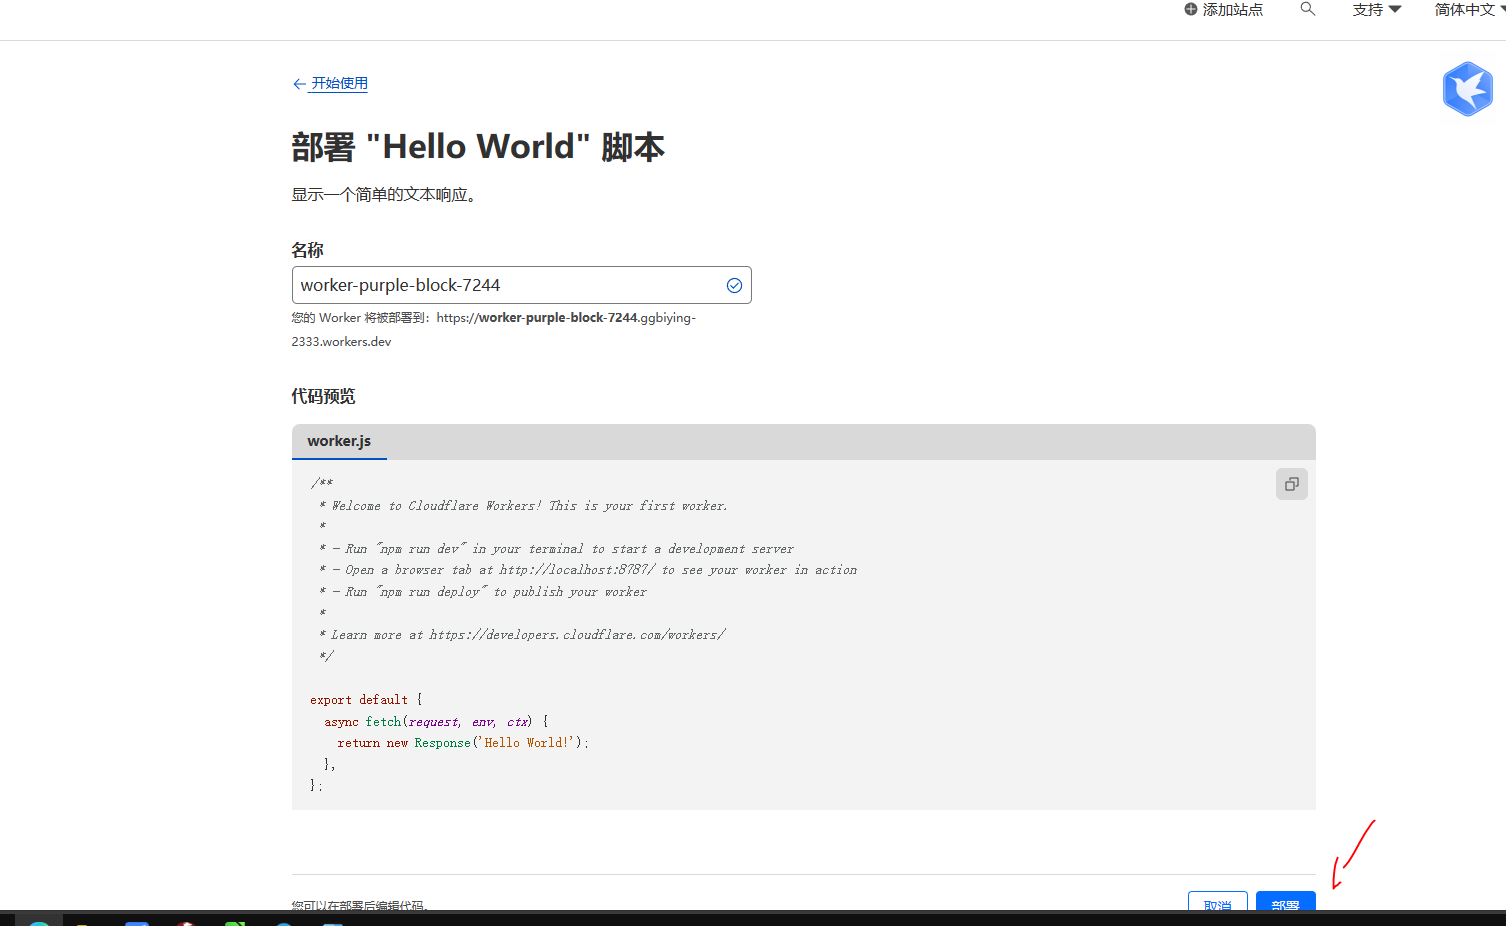 添加站点 支持 简体中文
开始使用
部署 "Hello World" 脚本
显示一个简单的文本响应。
名称
worker-purple-block-7244
您的 Worker 将被部署到：https://worker-purple-block-7244.ggbiying-
2333.workers.dev
代码预览
worker.js
/**
 * Welcome to Cloudflare Workers! This is your first worker.
 *
 * - Run "npm run dev" in your terminal to start a development server
 * - Open a browser tab at http://localhost:8787/ to see your worker in action
 * - Run "npm run deploy" to publish your worker
 *
 * Learn more at https://developers.cloudflare.com/workers/
 */
export default {
  async fetch(request, env, ctx) {
    return new Response('Hello World!');
  },
};
您可以在部署后编辑代码。 取消 部署